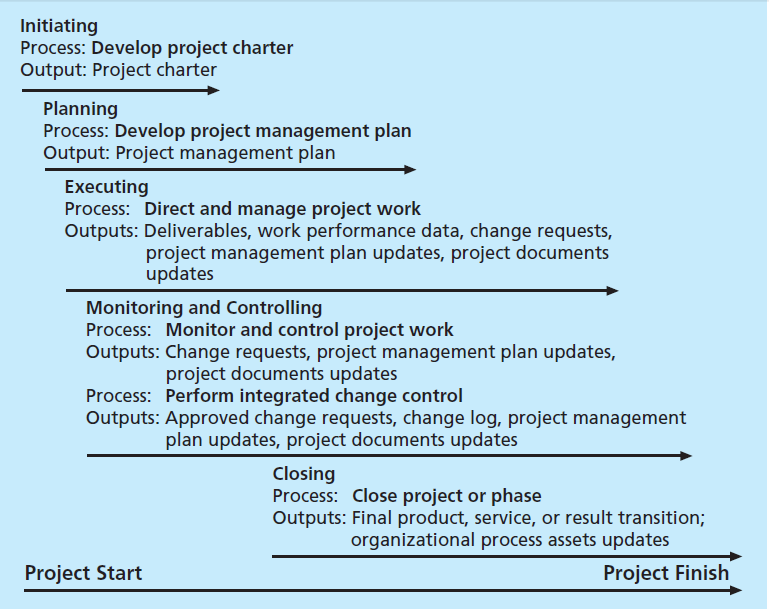 Initiating
Process: Develop project charter
Output: Project charter
Planning
Process: Develop project management plan
Output: Project management plan
Executing
Process: Direct and manage project work
Outputs: Deliverables, work performance data, change requests,
project management plan updates, project documents
updates
Monitoring and Controlling
Process: Monitor and control project work
Outputs: Change requests, project management plan updates,
project documents updates
Process: Perform integrated change control
Outputs: Approved change requests, change log, project management
plan updates, project documents updates
Closing
Process: Close project or phase
Outputs: Final product, service, or result transition;
organizational process assets updates
Project Start Project Finish